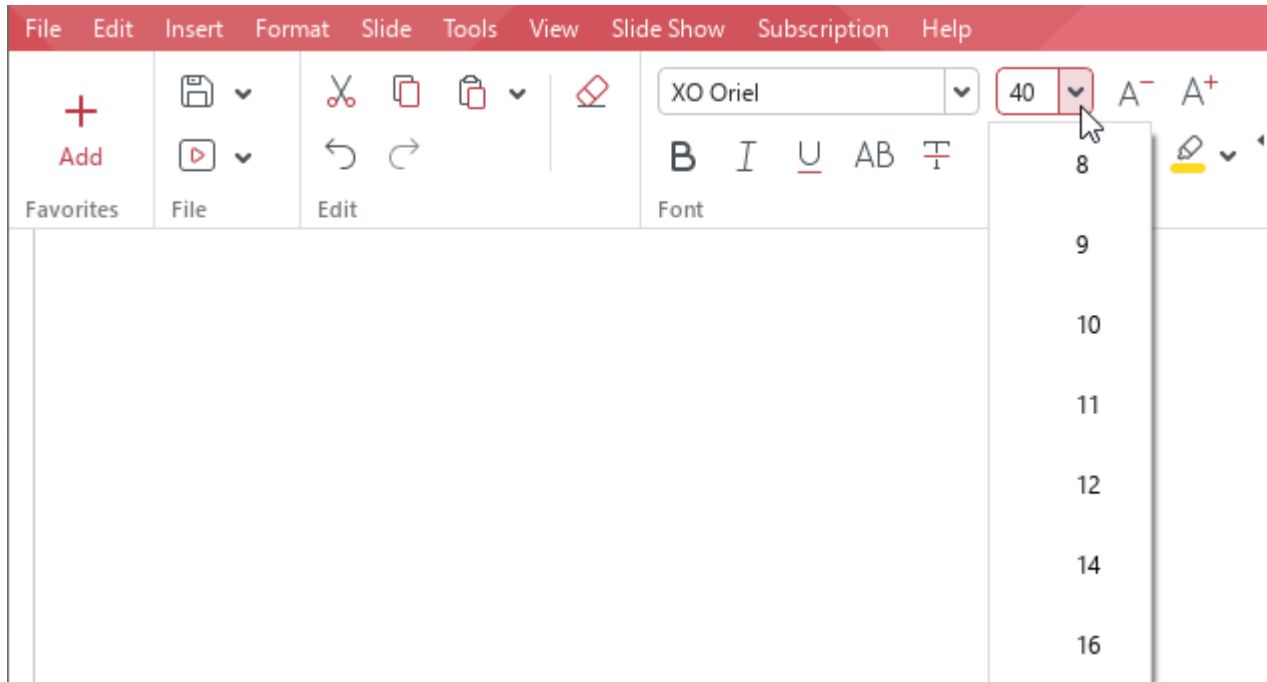 File Edit Insert Format Slide Tools View Slide Show Subscription Help
XO Oriel 40 A− A+
Add B I U AB T
8
Favorites File Edit Font
9
10
11
12
14
16